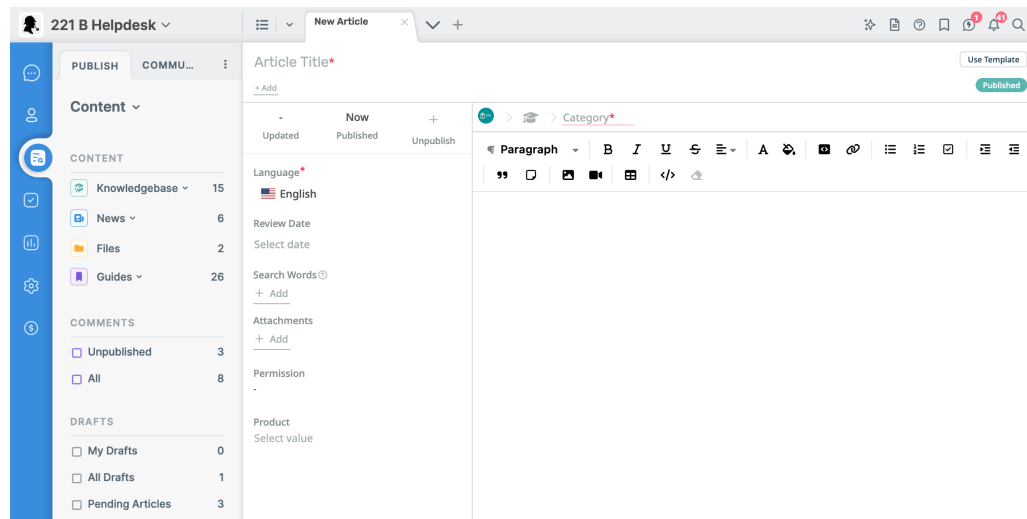 221 B Helpdesk
New Article
1
41
PUBLISH
COMMU...
Content
CONTENT
Knowledgebase 15
News 6
Files 2
Guides 26
COMMENTS
Unpublished 3
All 8
DRAFTS
My Drafts 0
All Drafts 1
Pending Articles 3
Article Title*
Use Template
+ Add
Published
- Now +
Updated Published Unpublish
Language*
English
Review Date
Select date
Search Words
+ Add
Attachments
+ Add
Permission
-
Product
Select value
Category*
Paragraph B I U S A
</>